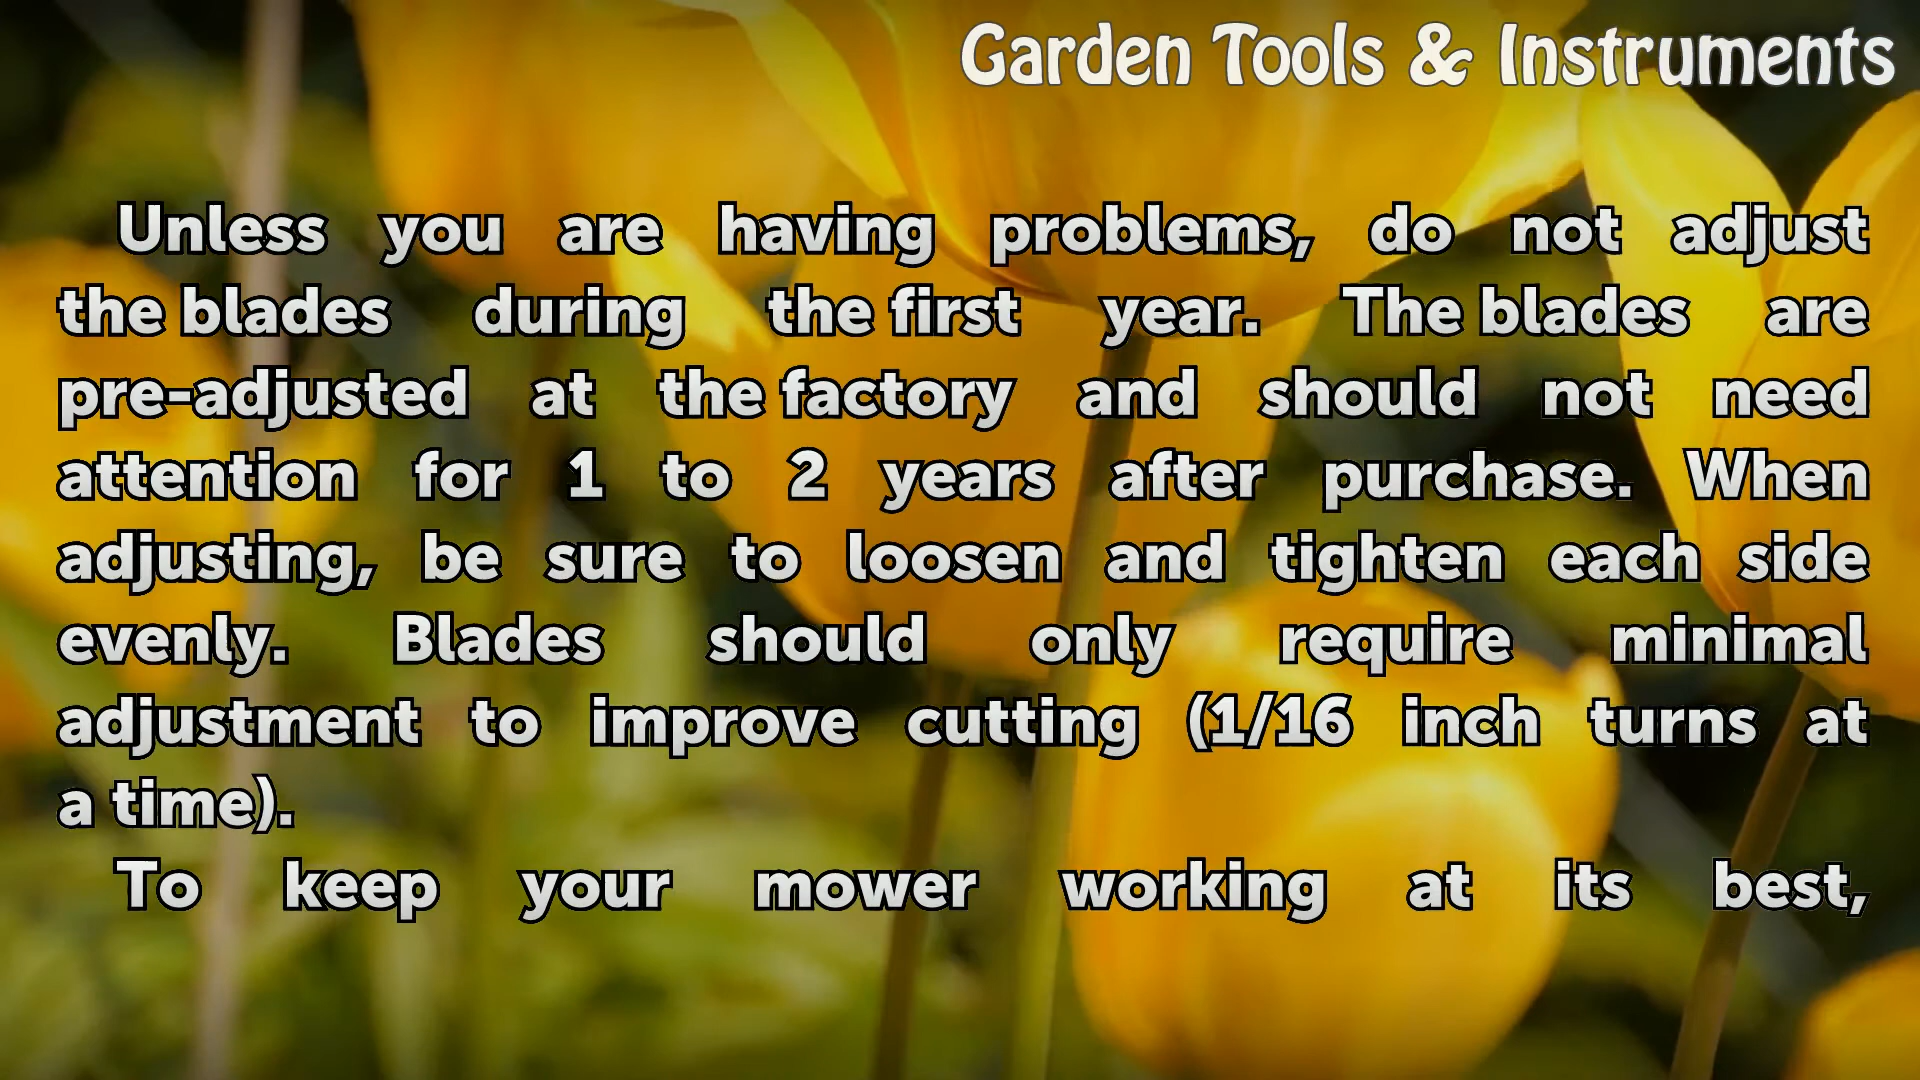 Garden Tools & Instruments
Unless you are having problems, do not adjust
the blades during the first year. The blades are
pre-adjusted at the factory and should not need
attention for 1 to 2 years after purchase. When
adjusting, be sure to loosen and tighten each side
evenly. Blades should only require minimal
adjustment to improve cutting (1/16 inch turns at
a time).
To keep your mower working at its best,